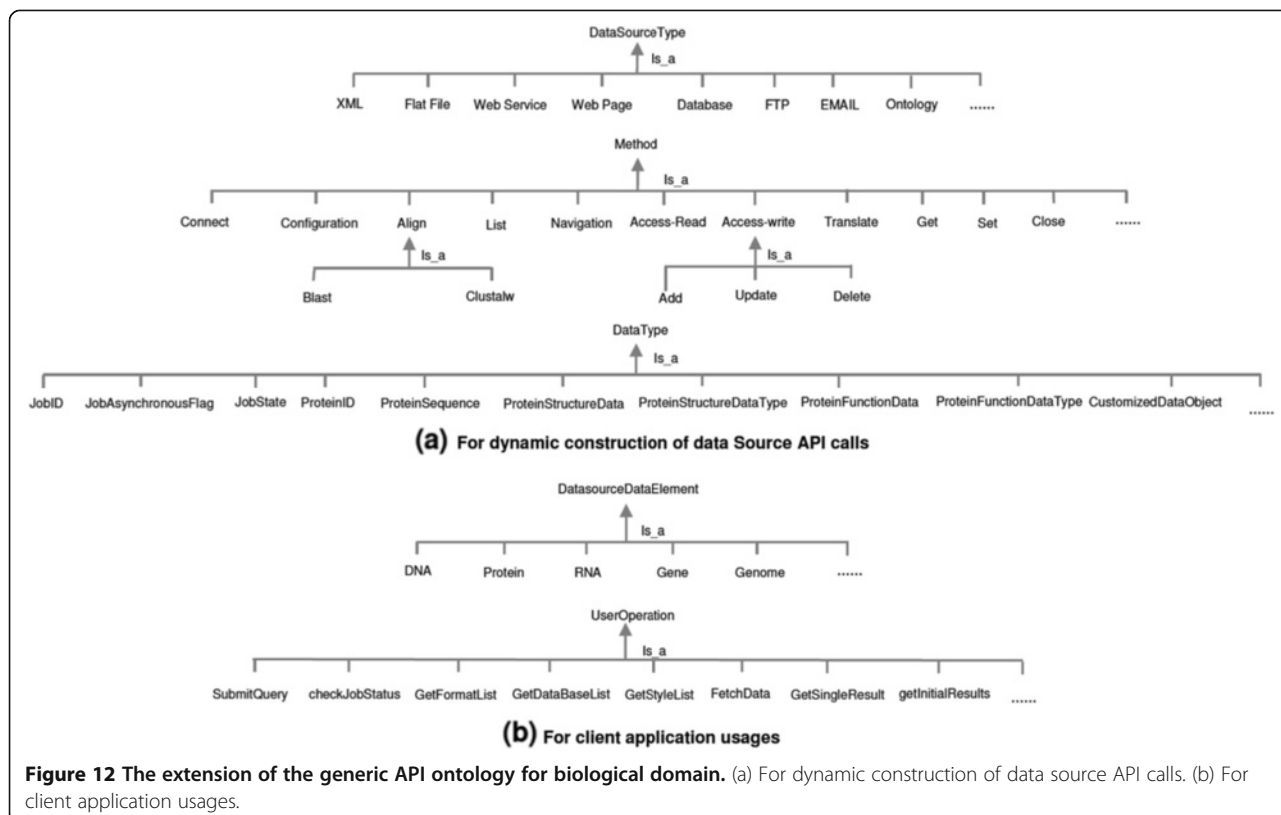 DataSourceType
Is_a
XML Flat File Web Service Web Page Database FTP EMAIL Ontology ......
Method
Is_a
Connect Configuration Align List Navigation Access-Read Access-write Translate Get Set Close ......
Is_a Is_a
Blast Clustalw Add Update Delete
DataType
Is_a
JobID JobAsynchronousFlag JobState ProteinID ProteinSequence ProteinStructureData ProteinStructureDataType ProteinFunctionData ProteinFunctionDataType CustomizedDataObject ......
(a) For dynamic construction of data Source API calls
DatasourceDataElement
Is_a
DNA Protein RNA Gene Genome ......
UserOperation
Is_a
SubmitQuery checkJobStatus GetFormatList GetDataBaseList GetStyleList FetchData GetSingleResult getInitialResults ......
(b) For client application usages
Figure 12 The extension of the generic API ontology for biological domain. (a) For dynamic construction of data source API calls. (b) For
client application usages.